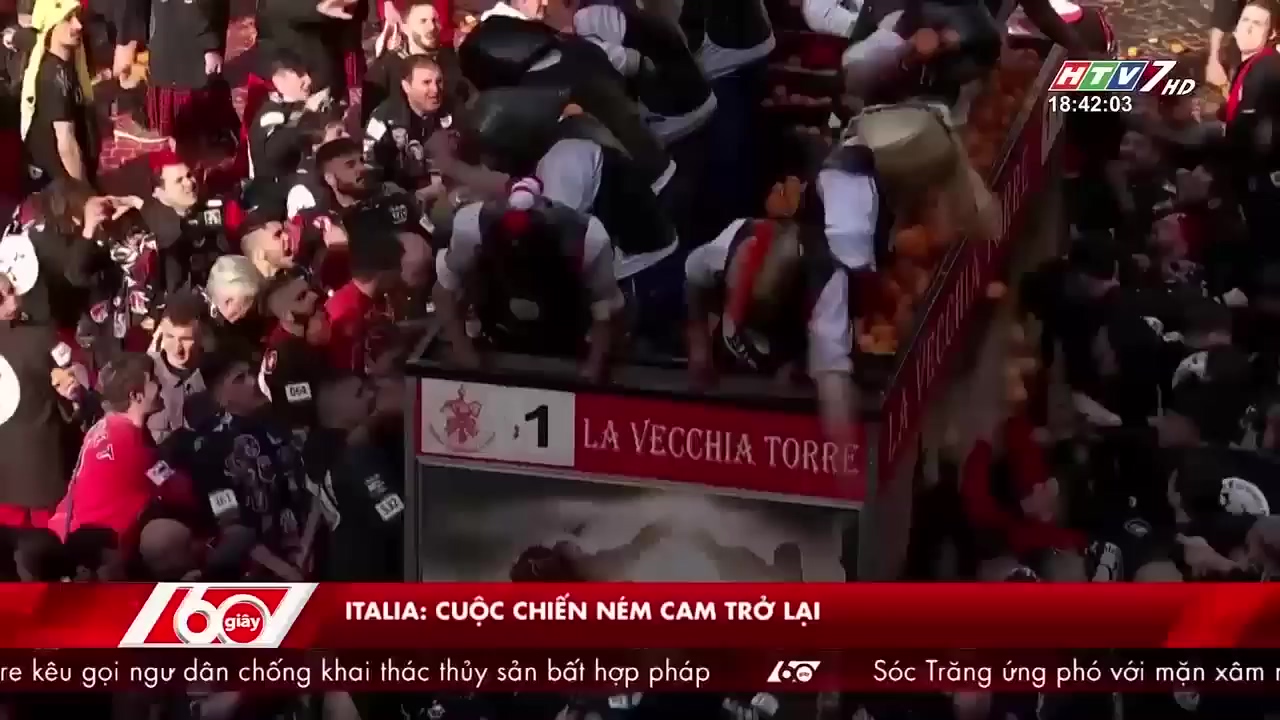 HTV7 HD
18:42:03
1 LA VECCHIA TORRE
LA VECCHIA TORRE
60 giây
ITALIA: CUỘC CHIẾN NÉM CAM TRỞ LẠI
re kêu gọi ngư dân chống khai thác thủy sản bất hợp pháp 60 giây Sóc Trăng ứng phó với mặn xâm